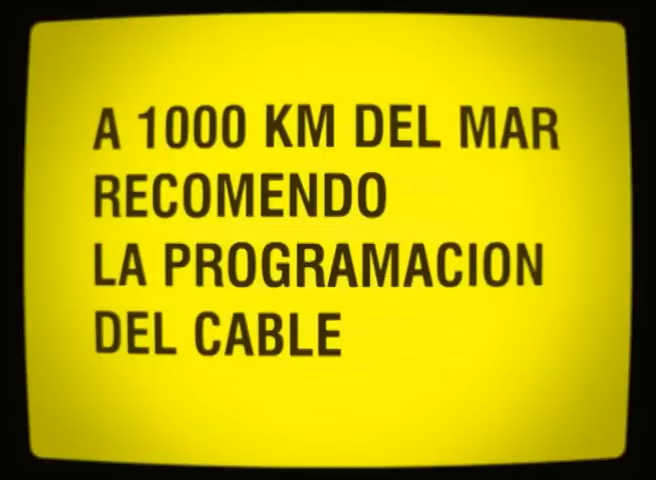 A 1000 KM DEL MAR
RECOMENDO
LA PROGRAMACION
DEL CABLE